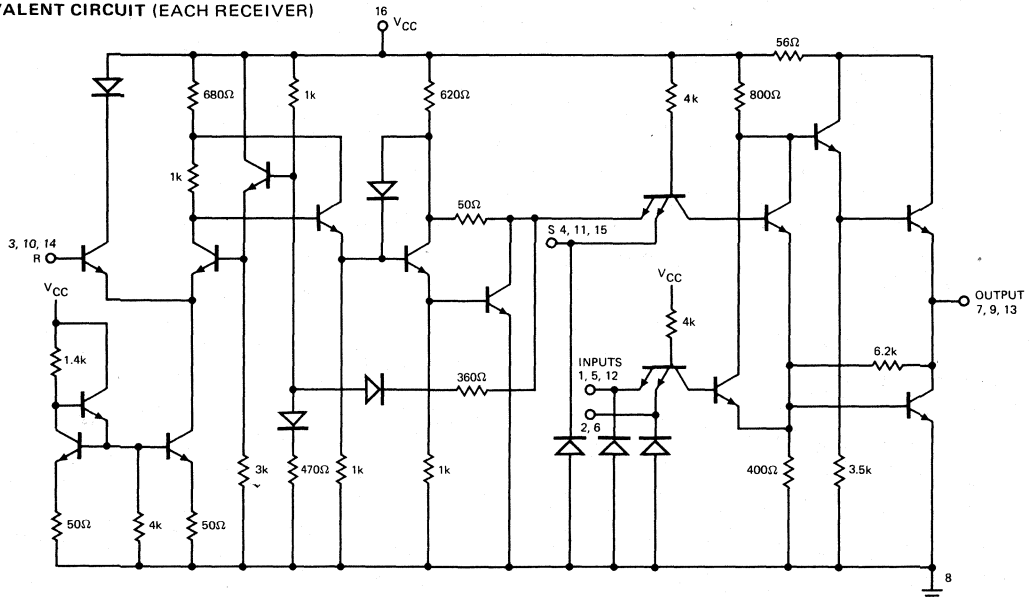 VALENT CIRCUIT (EACH RECEIVER)
16
VCC
56Ω
680Ω
1k
620Ω
4k
800Ω
1k
50Ω
S 4, 11, 15
3, 10, 14
R
VCC
VCC
OUTPUT
7, 9, 13
4k
1.4k
INPUTS
1, 5, 12
360Ω
6.2k
2, 6
3k
470Ω
1k
1k
400Ω
3.5k
50Ω
4k
50Ω
8